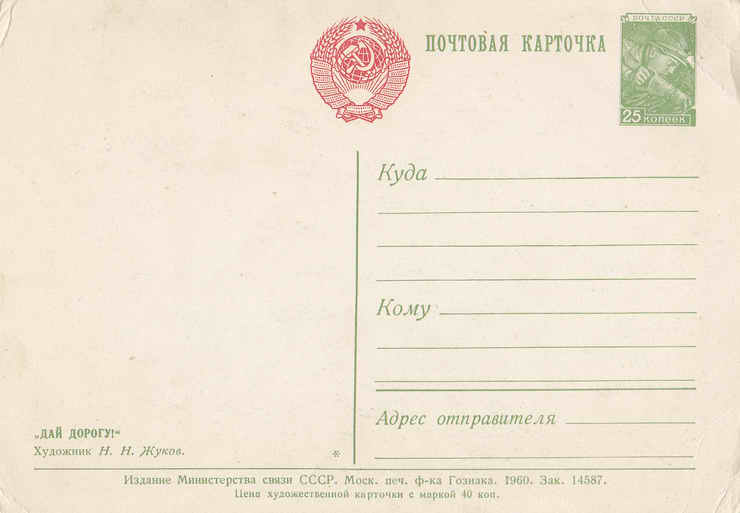 ПОЧТОВАЯ КАРТОЧКА
ПОЧТА СССР
25 КОПЕЕК
Куда
Кому
Адрес отправителя
„ДАЙ ДОРОГУ!“
Художник Н. Н. Жуков.
*
Издание Министерства связи СССР. Моск. печ. ф-ка Гознака. 1960. Зак. 14587.
Цена художественной карточки с маркой 40 коп.